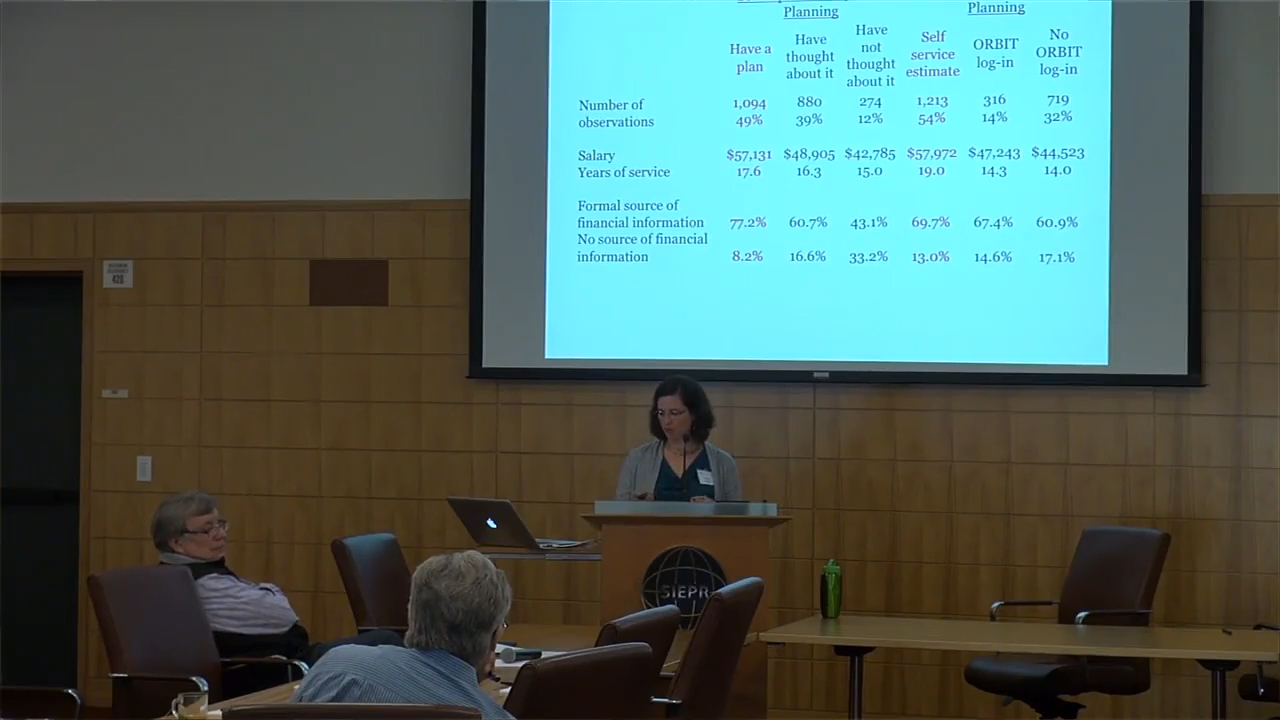 Planning Planning
Have a plan Have thought about it Have not thought about it Self service estimate ORBIT log-in No ORBIT log-in
Number of
observations
1,094 880 274 1,213 316 719
49% 39% 12% 54% 14% 32%
Salary $57,131 $48,905 $42,785 $57,972 $47,243 $44,523
Years of service 17.6 16.3 15.0 19.0 14.3 14.0
Formal source of
financial information 77.2% 60.7% 43.1% 69.7% 67.4% 60.9%
No source of financial
information 8.2% 16.6% 33.2% 13.0% 14.6% 17.1%
428
SIEPR